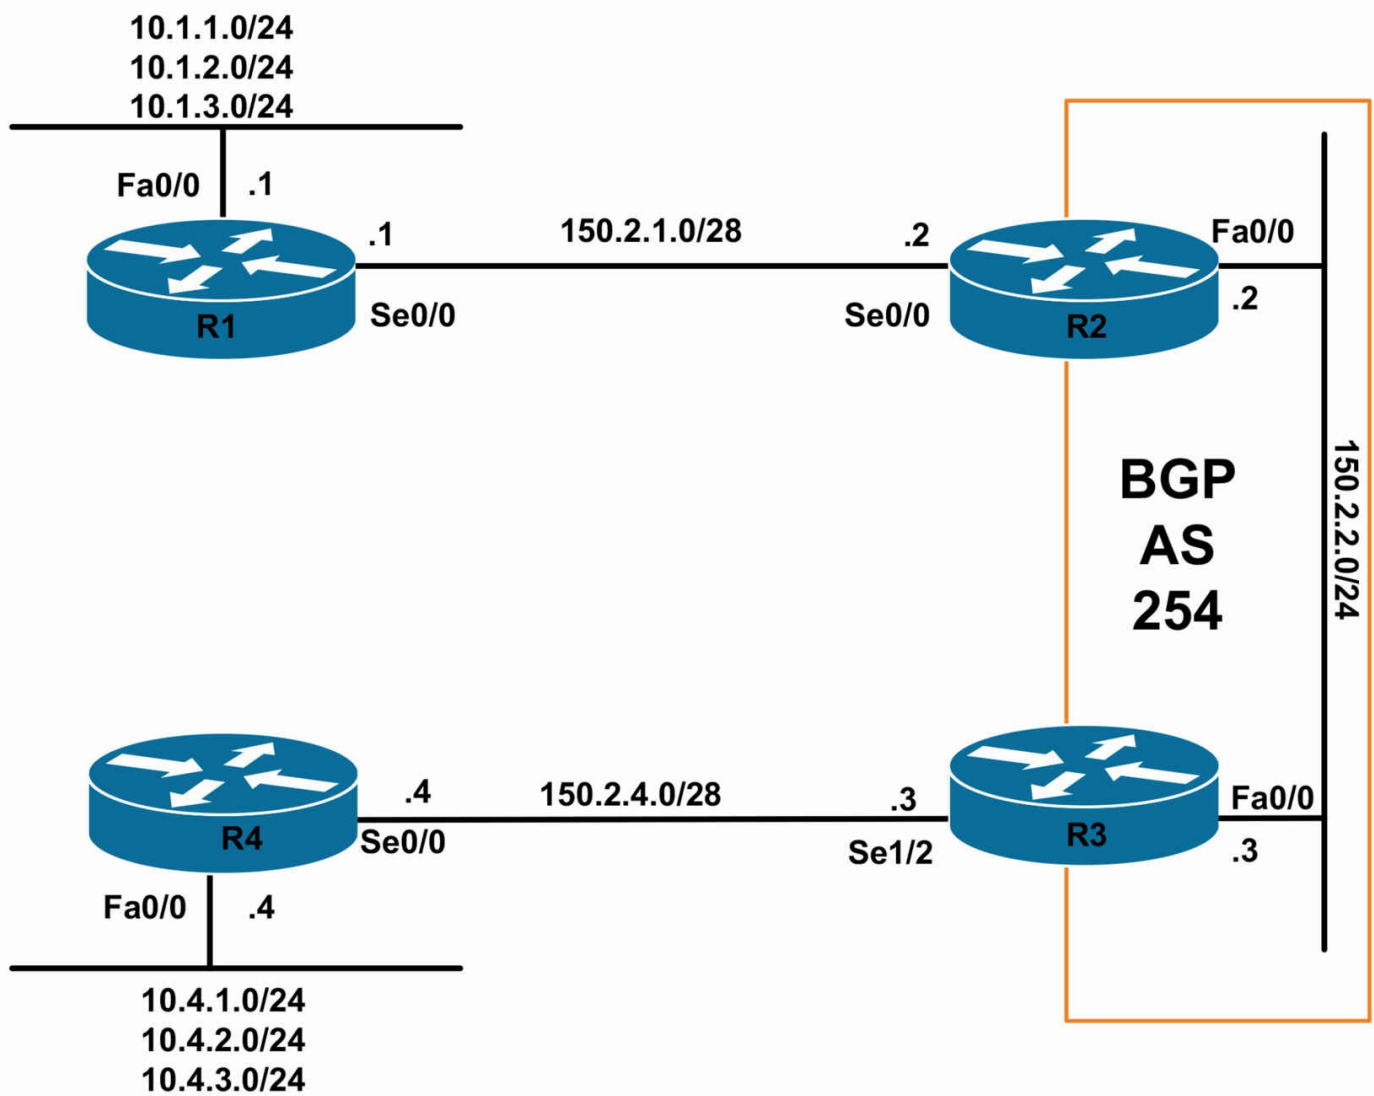 10.1.1.0/24
10.1.2.0/24
10.1.3.0/24
Fa0/0
.1
.1
150.2.1.0/28
.2
Fa0/0
R1
Se0/0
Se0/0
R2
.2
BGP
AS
254
150.2.2.0/24
.4
150.2.4.0/28
.3
Fa0/0
R4
Se0/0
Se1/2
R3
.3
Fa0/0
.4
10.4.1.0/24
10.4.2.0/24
10.4.3.0/24